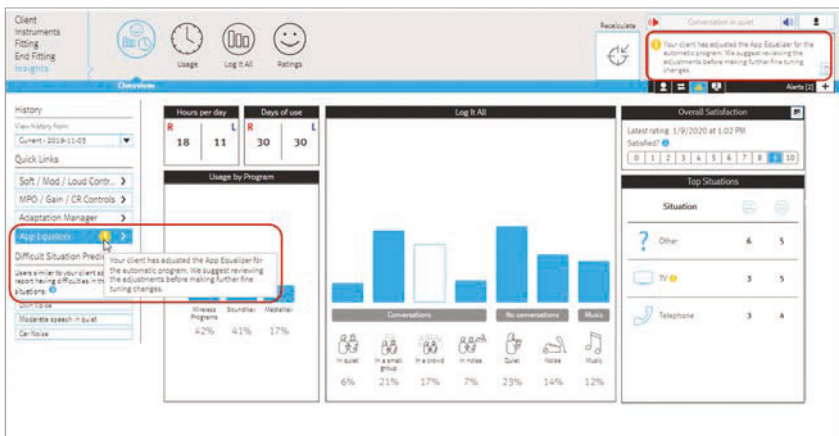 Client
Instruments
Fitting
End Fitting
Insights
Usage
Log It All
Ratings
Recalculate
Conversation in quiet
Your client has adjusted the App Equalizer for the
automatic program. We suggest reviewing the
adjustments before making further fine tuning
changes.
Overview
Alerts [2]
History
View history from:
Current - 2019-11-05
Quick Links
Soft / Mod / Loud Contr..
MPO / Gain / CR Controls
Adaptation Manager
App Equalizers
Your client has adjusted the App Equalizer for
the automatic program. We suggest reviewing
the adjustments before making further fine
tuning changes.
Difficult Situation Predi
Users similar to your client
report having difficulties in the
situations:
Own Voice
Moderate speech in quiet
Car Noise
Hours per day
Days of use
R L R L
18 11 30 30
Usage by Program
Wireless
Programs
42% 41% 17%
Log It All
Conversations
No conversations
Music
In quiet
In a small
group
In a crowd
In noise
Quiet
Noise
Music
6% 21% 17% 7% 23% 14% 12%
Overall Satisfaction
Latest rating: 1/9/2020 at 1:02 PM
Satisfied?
0 1 2 3 4 5 6 7 8 9 10
Top Situations
Situation
Other 6 5
TV 3 5
Telephone 3 4